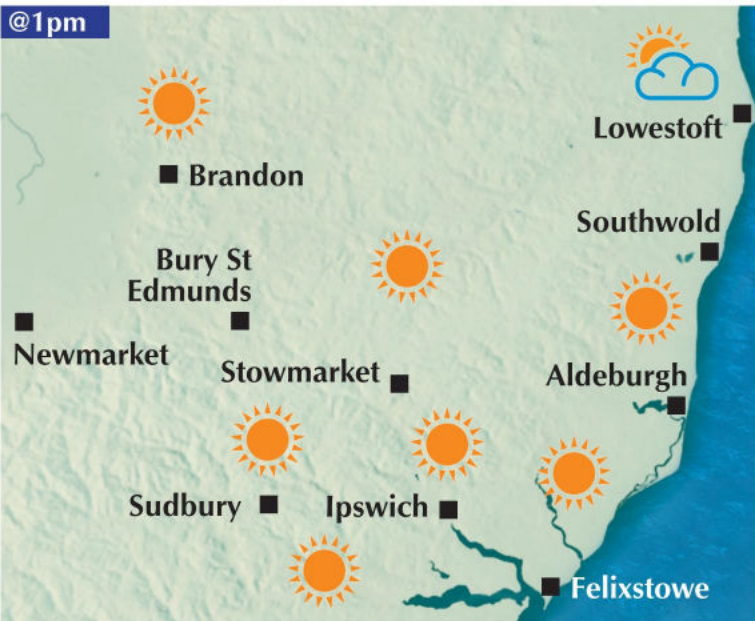 @1pm
Lowestoft
Brandon
Southwold
Bury St
Edmunds
Newmarket
Stowmarket
Aldeburgh
Sudbury
Ipswich
Felixstowe